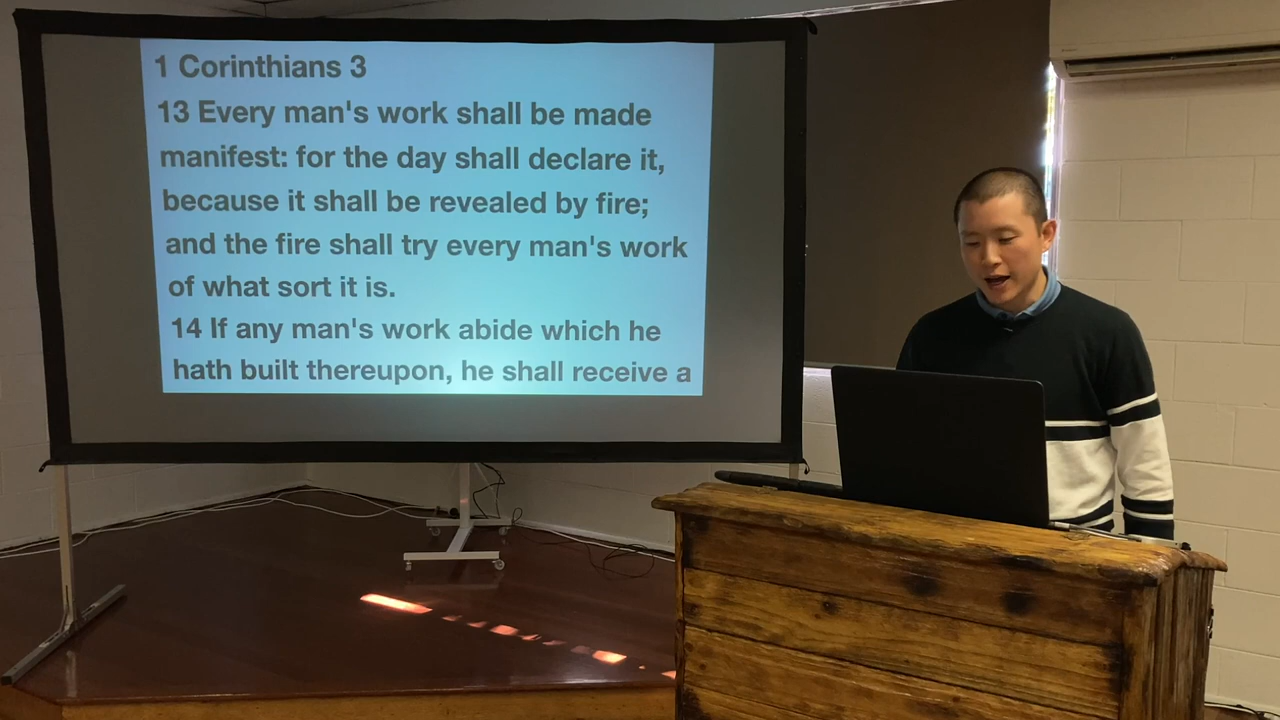 1 Corinthians 3
13 Every man's work shall be made
manifest: for the day shall declare it,
because it shall be revealed by fire;
and the fire shall try every man's work
of what sort it is.
14 If any man's work abide which he
hath built thereupon, he shall receive a